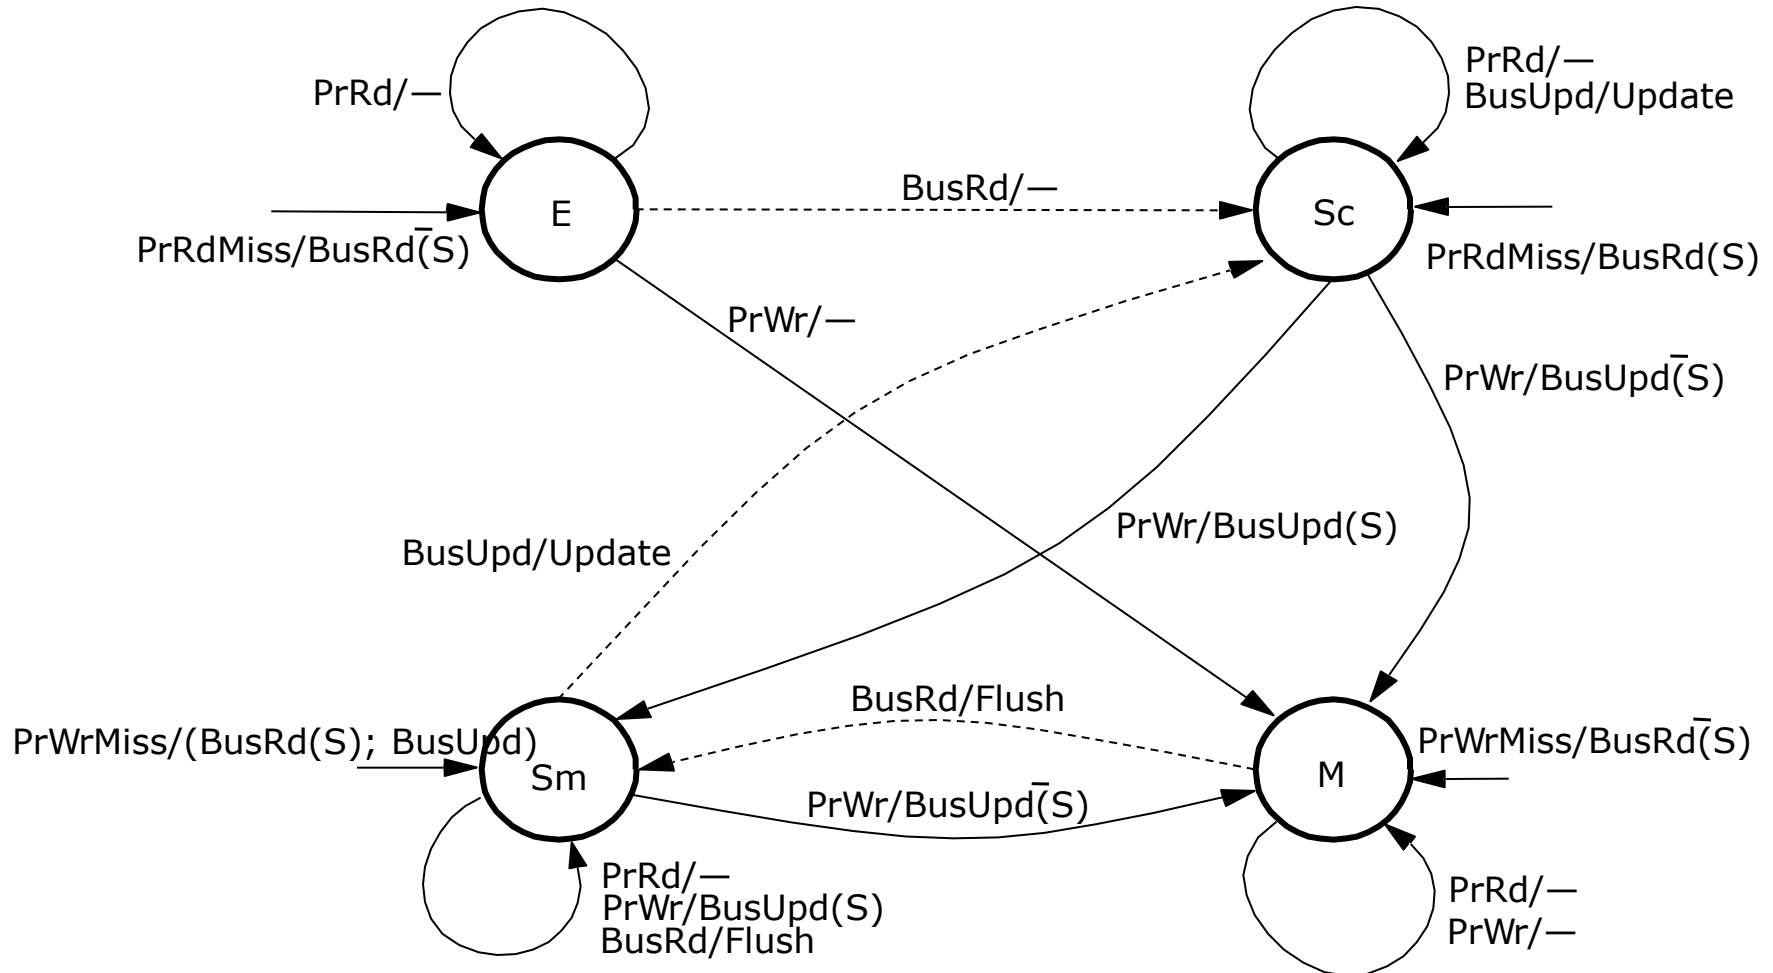 PrRd/—
PrRd/—
BusUpd/Update
BusRd/—
E
Sc
PrRdMiss/BusRd(S̅)
PrRdMiss/BusRd(S)
PrWr/—
PrWr/BusUpd(S̅)
PrWr/BusUpd(S)
BusUpd/Update
BusRd/Flush
PrWrMiss/(BusRd(S); BusUpd)
PrWrMiss/BusRd(S̅)
Sm
M
PrWr/BusUpd(S̅)
PrRd/—
PrWr/BusUpd(S)
BusRd/Flush
PrRd/—
PrWr/—